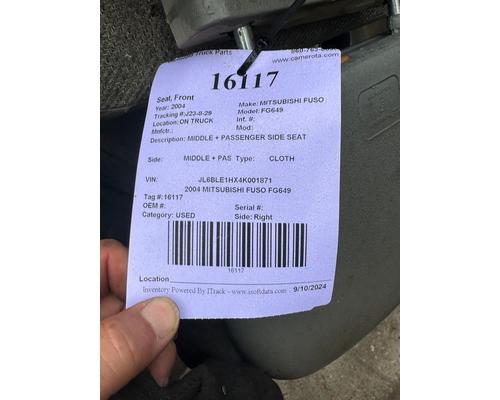 Truck Parts
www.camerota.com
16117
Seat, Front
Year: 2004 Make: MITSUBISHI FUSO
Tracking #:J23-8-29 Model: FG649
Location: ON TRUCK Int. #:
Mnfctr.: Mod:
Description: MIDDLE + PASSENGER SIDE SEAT
Side: MIDDLE + PAS Type: CLOTH
VIN: JL6BLE1HX4K001871
2004 MITSUBISHI FUSO FG649
Tag #:16117
OEM #: Serial #:
Category: USED Side: Right
16117
Location
Inventory Powered By ITrack - www.isoftdata.com 9/10/2024